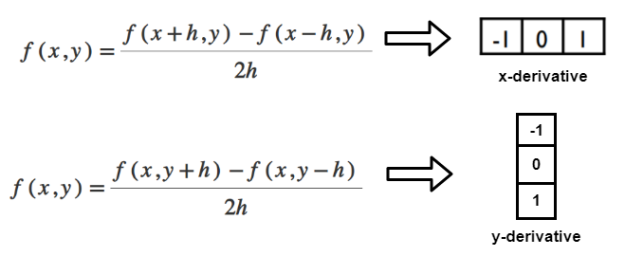 f(x,y) = f(x+h,y) − f(x−h,y) / 2h
-1 0 1
x-derivative
f(x,y) = f(x,y+h) − f(x,y−h) / 2h
-1
0
1
y-derivative